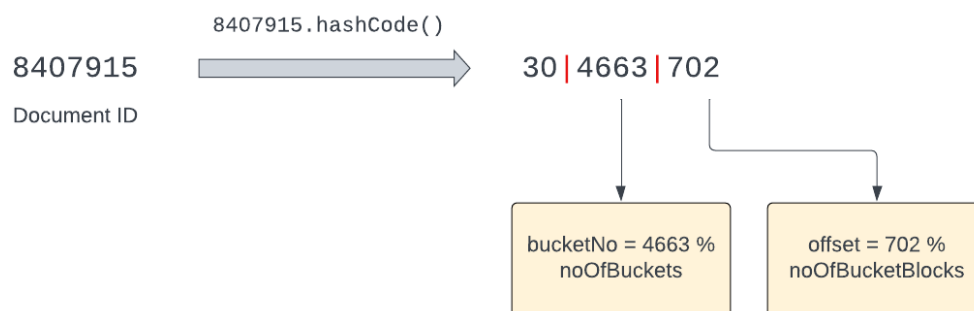 8407915.hashCode()
8407915
30|4663|702
Document ID
bucketNo = 4663 %
noOfBuckets
offset = 702 %
noOfBucketBlocks